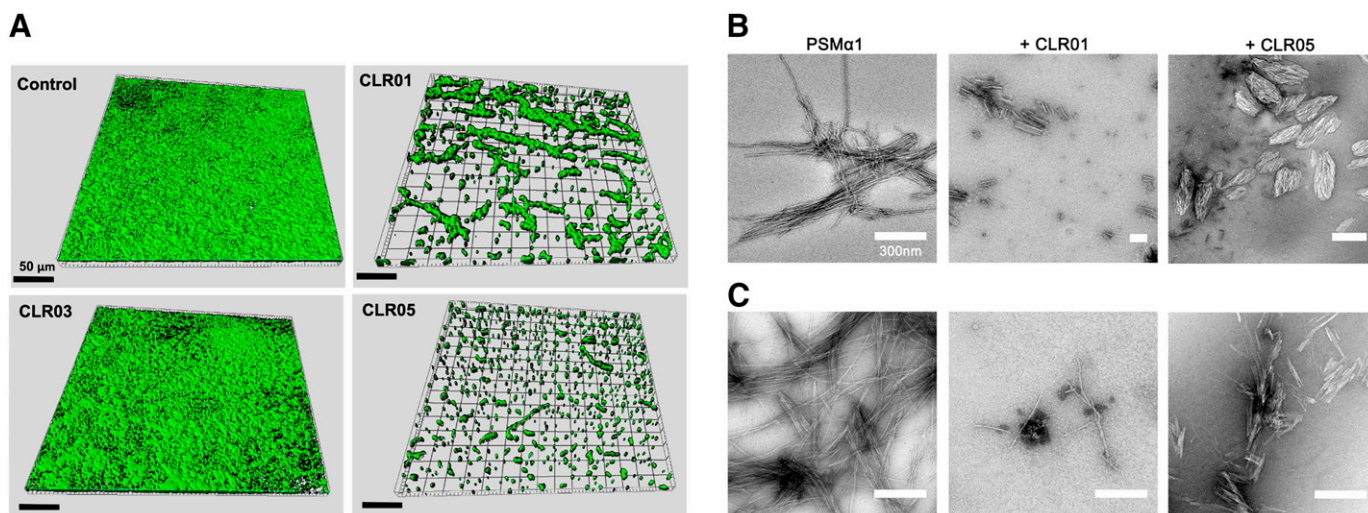 A
Control
50 µm
CLR01
CLR03
CLR05
B
PSMα1
+ CLR01
+ CLR05
300nm
C